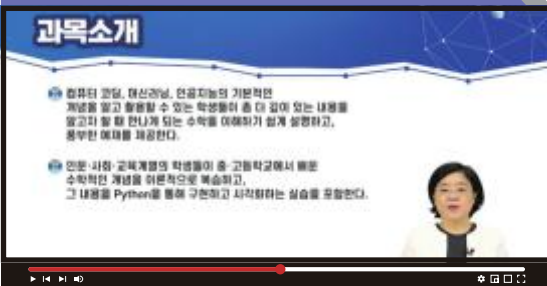 과목소개
컴퓨터 코딩, 머신러닝, 인공지능의 기본적인
개념을 알고 활용할 수 있는 학생들이 좀 더 깊이 있는 내용을
알고자 할 때 만나게 되는 수학을 이해하기 쉽게 설명하고,
풍부한 예제를 제공한다.
인문·사회·교육계열의 학생들이 중·고등학교에서 배운
수학적인 개념을 이론적으로 복습하고,
그 내용을 Python을 통해 구현하고 시각화하는 실습을 포함한다.